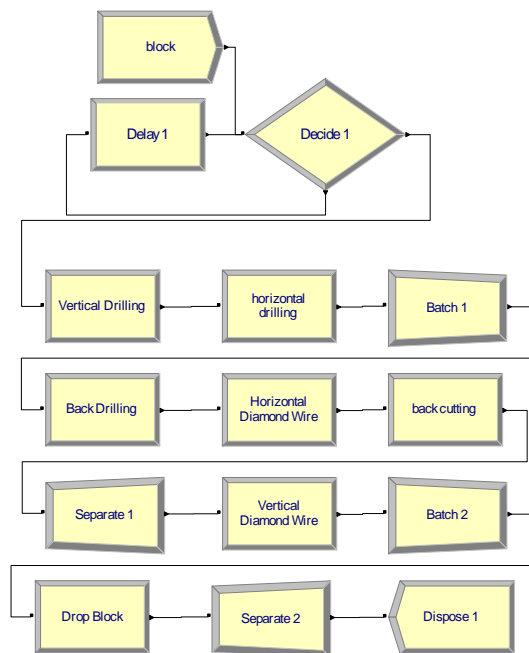 block
Delay 1
Decide 1
Vertical Drilling
horizontal
drilling
Batch 1
Back Drilling
Horizontal
Diamond Wire
back cutting
Separate 1
Vertical
Diamond Wire
Batch 2
Drop Block
Separate 2
Dispose 1